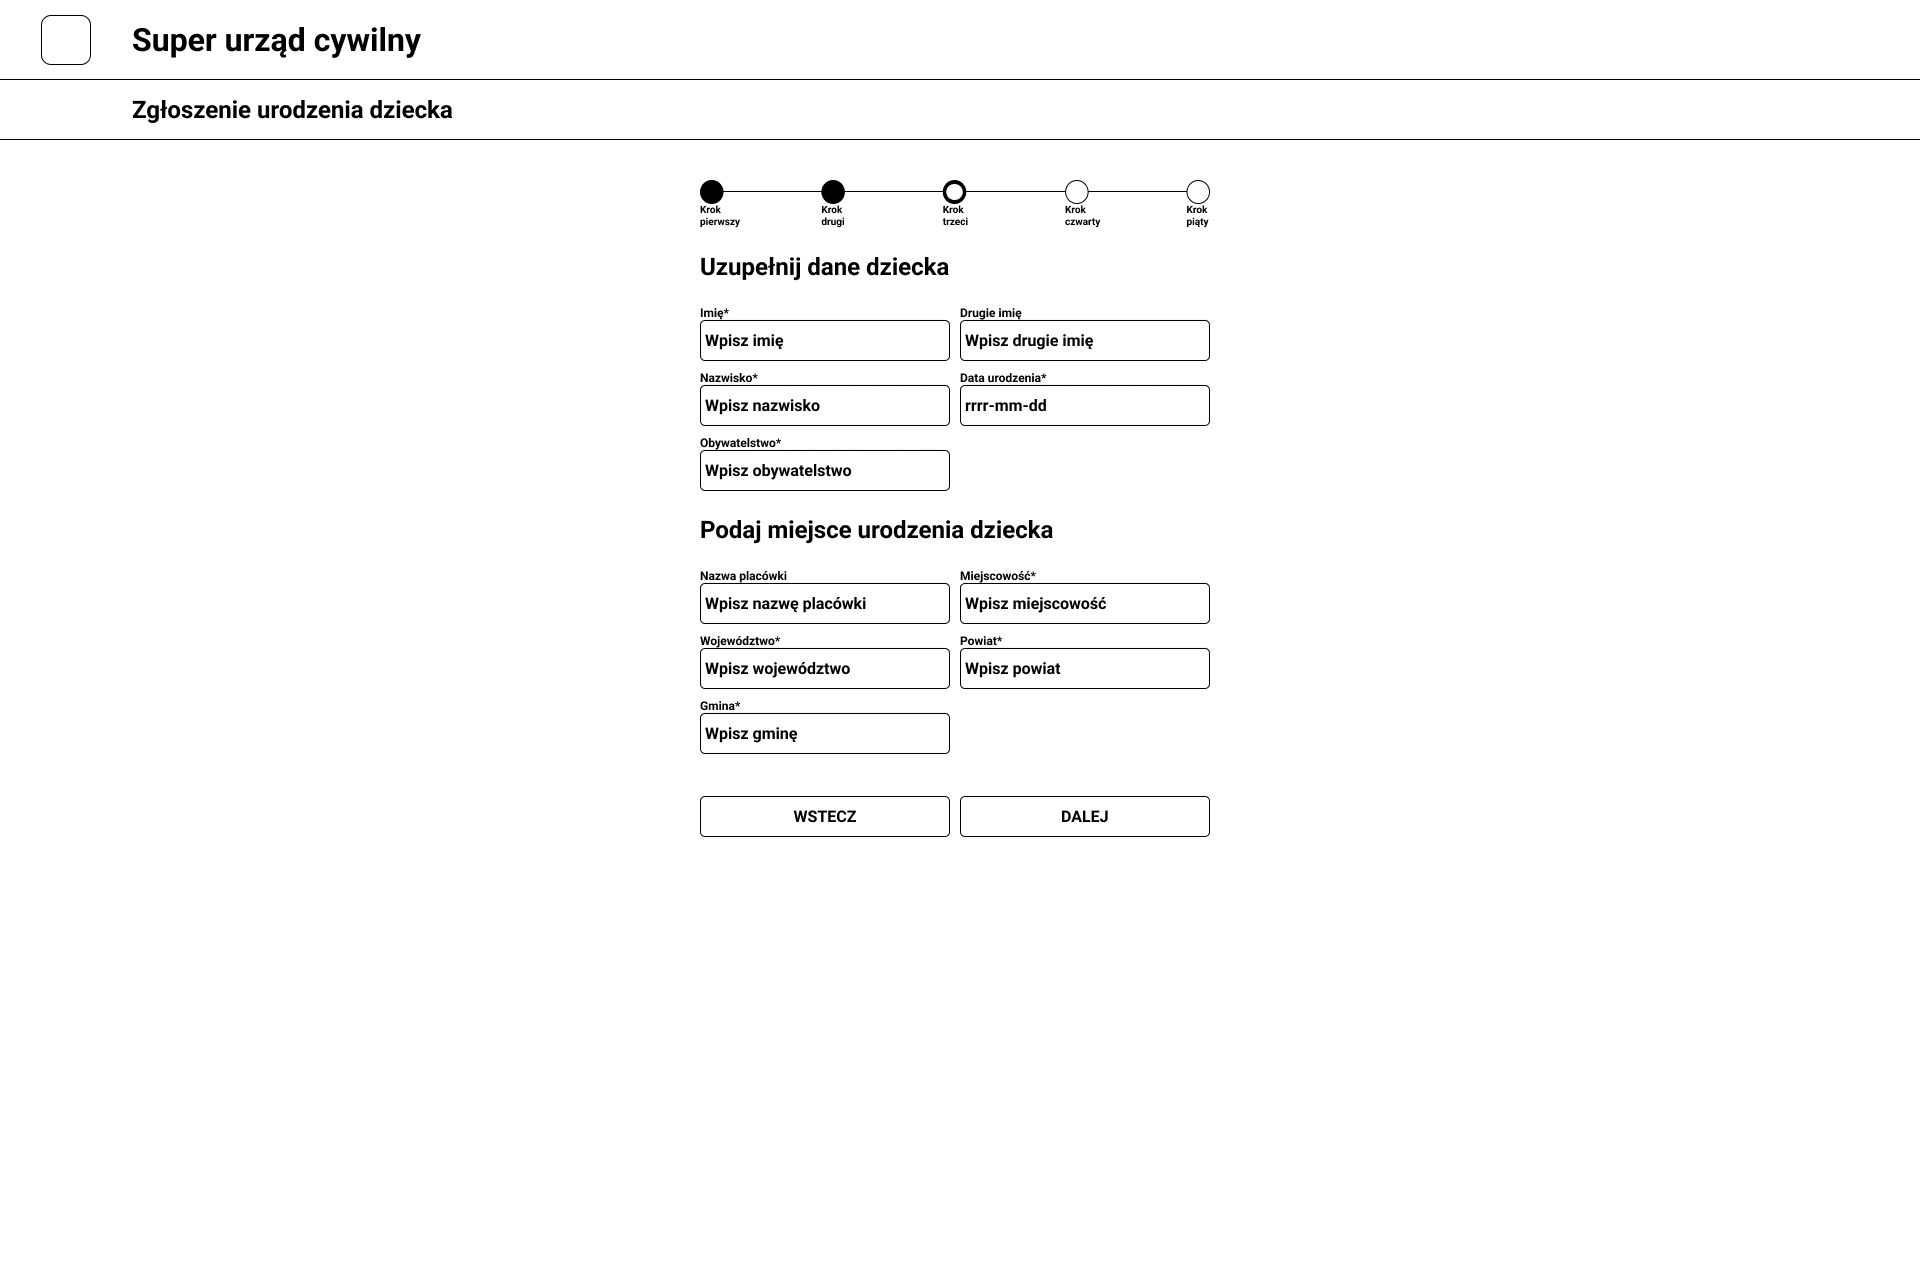 Super urząd cywilny
Zgłoszenie urodzenia dziecka
Krok pierwszy
Krok drugi
Krok trzeci
Krok czwarty
Krok piąty
Uzupełnij dane dziecka
Imię*
Drugie imię
Wpisz imię
Wpisz drugie imię
Nazwisko*
Data urodzenia*
Wpisz nazwisko
rrrr-mm-dd
Obywatelstwo*
Wpisz obywatelstwo
Podaj miejsce urodzenia dziecka
Nazwa placówki
Miejscowość*
Wpisz nazwę placówki
Wpisz miejscowość
Województwo*
Powiat*
Wpisz województwo
Wpisz powiat
Gmina*
Wpisz gminę
WSTECZ
DALEJ